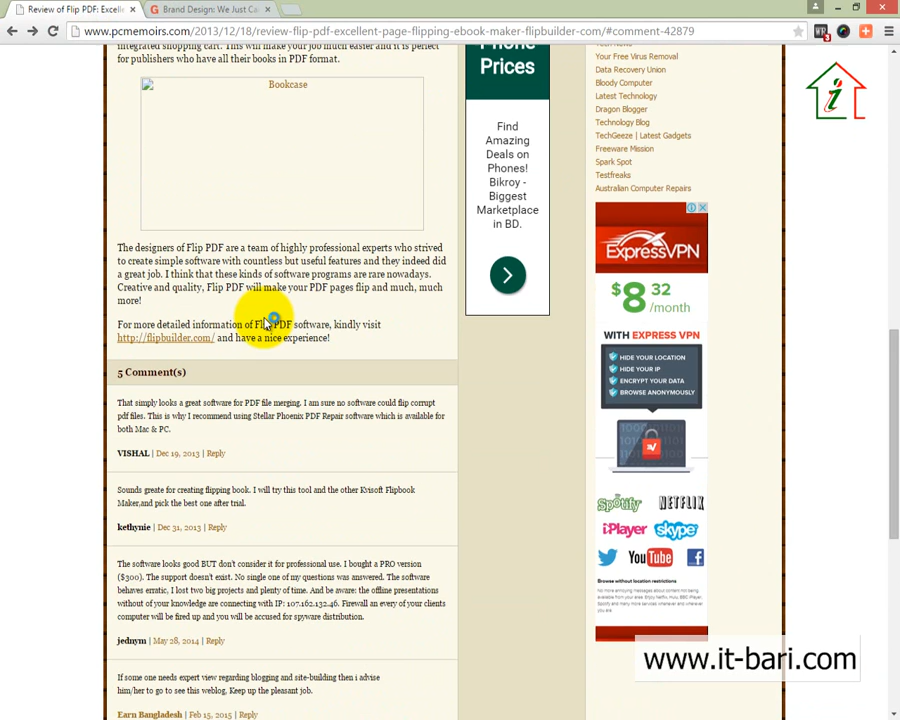 Review of Flip PDF: Excelle
Brand Design: We Just Ca
www.pcmemoirs.com/2013/12/18/review-flip-pdf-excellent-page-flipping-ebook-maker-flipbuilder-com/#comment-42879
integrated shopping cart. This will make your job much easier and it is perfect
for publishers who have all their books in PDF format.
Bookcase
The designers of Flip PDF are a team of highly professional experts who strived
to create simple software with countless but useful features and they indeed did
a great job. I think that these kinds of software programs are rare nowadays.
Creative and quality, Flip PDF will make your PDF pages flip and much, much
more!
For more detailed information of Flip PDF software, kindly visit
http://flipbuilder.com/ and have a nice experience!
5 Comment(s)
That simply looks a great software for PDF file merging. I am sure no software could flip corrupt
pdf files. This is why I recommend using Stellar Phoenix PDF Repair software which is available for
both Mac & PC.
VISHAL | Dec 19, 2013 | Reply
Sounds greate for creating flipping book. I will try this tool and the other Kvisoft Flipbook
Maker,and pick the best one after trial.
kethynie | Dec 31, 2013 | Reply
The software looks good BUT don't consider it for professional use. I bought a PRO version
($300). The support doesn't exist. No single one of my questions was answered. The software
behaves erratic, I lost two big projects and plenty of time. And be aware: the offline presentations
without of your knowledge are connecting with IP: 107.162.132.46. Firewall an every of your clients
computer will be fired up and you will be accused for spyware distribution.
jednym | May 28, 2014 | Reply
If some one needs expert view regarding blogging and site-building then i advise
him/her to go to see this weblog, Keep up the pleasant job.
Earn Bangladesh | Feb 15, 2015 | Reply
Phone
Prices
Find
Amazing
Deals on
Phones!
Bikroy -
Biggest
Marketplace
in BD.
Tech News
Your Free Virus Removal
Data Recovery Union
Bloody Computer
Latest Technology
Dragon Blogger
Technology Blog
TechGeeze | Latest Gadgets
Freeware Mission
Spark Spot
Testfreaks
Australian Computer Repairs
ExpressVPN
$8 32
/month
WITH EXPRESS VPN
HIDE YOUR LOCATION
HIDE YOUR IP
ENCRYPT YOUR DATA
BROWSE ANONYMOUSLY
Spotify NETFLIX
iPlayer skype
YouTube
Browse without location restrictions
www.it-bari.com